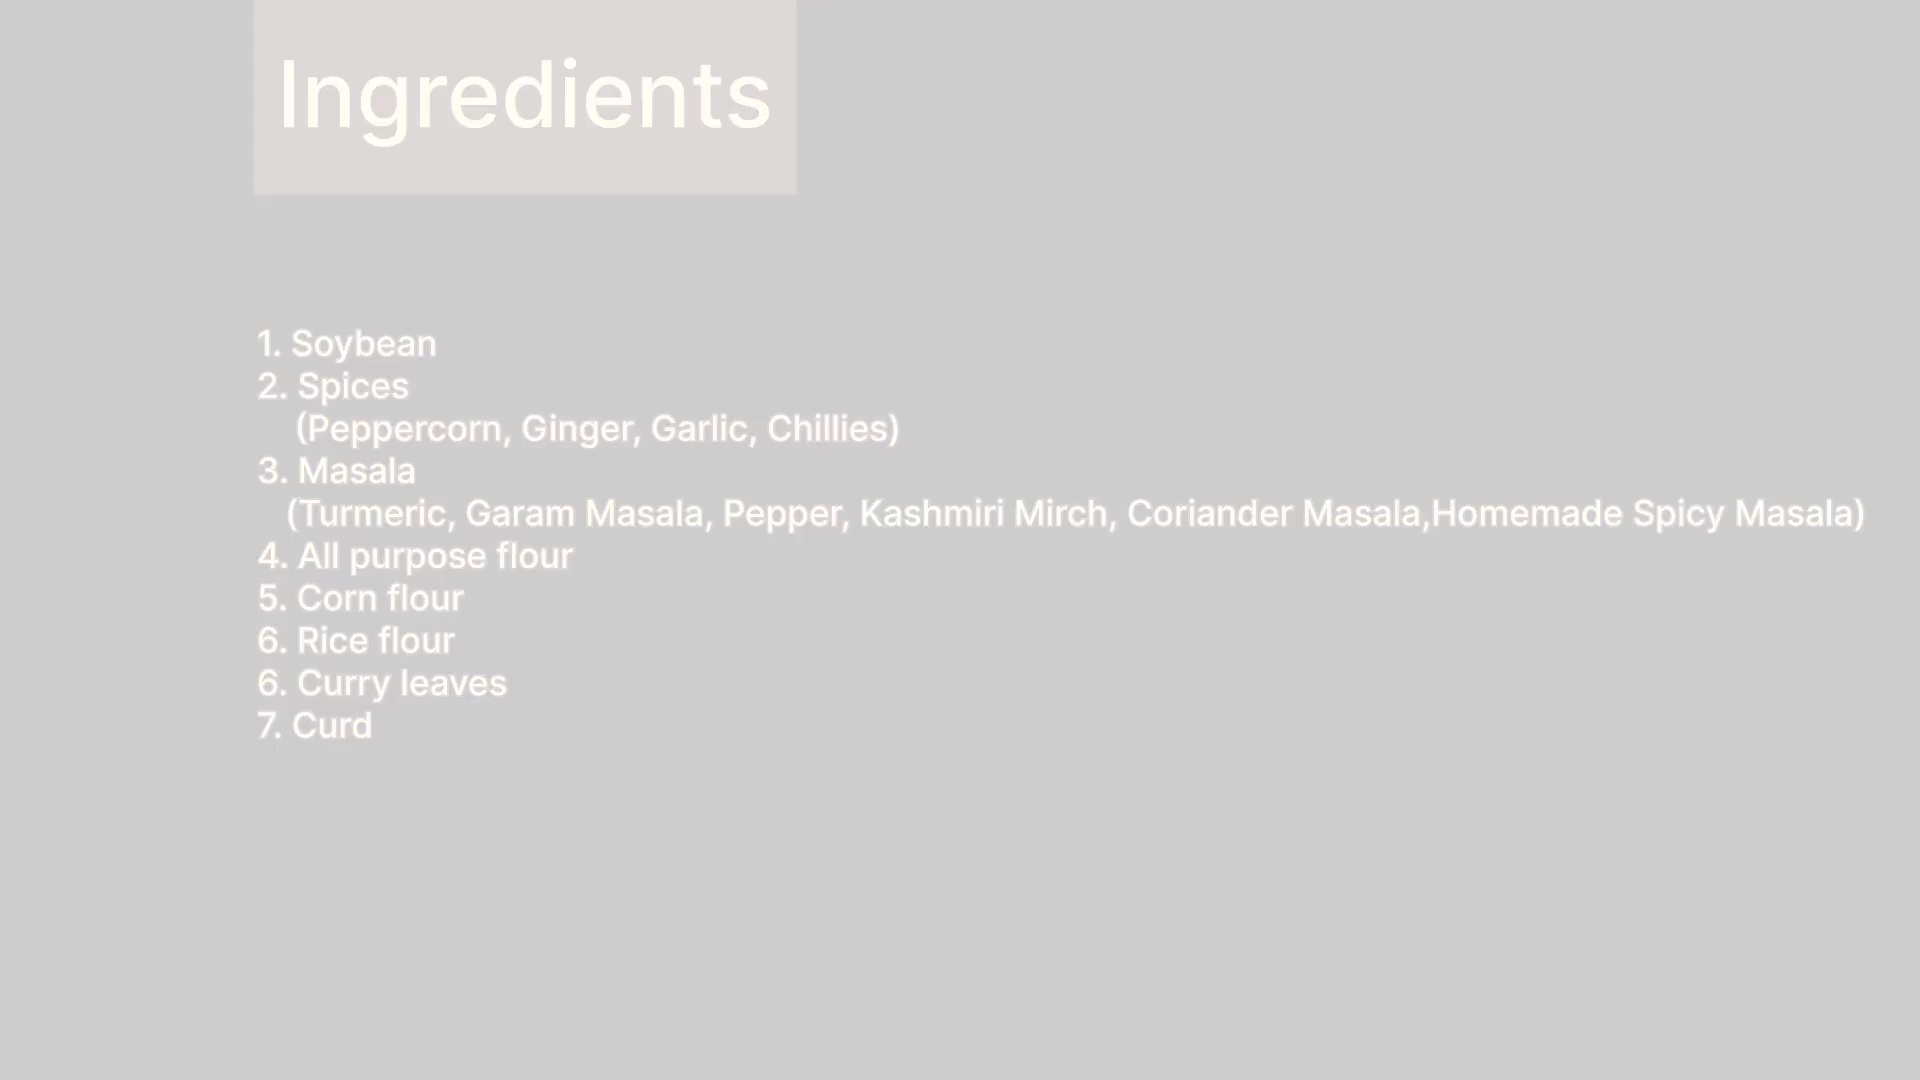 Ingredients
1. Soybean
2. Spices
(Peppercorn, Ginger, Garlic, Chillies)
3. Masala
(Turmeric, Garam Masala, Pepper, Kashmiri Mirch, Coriander Masala,Homemade Spicy Masala)
4. All purpose flour
5. Corn flour
6. Rice flour
6. Curry leaves
7. Curd